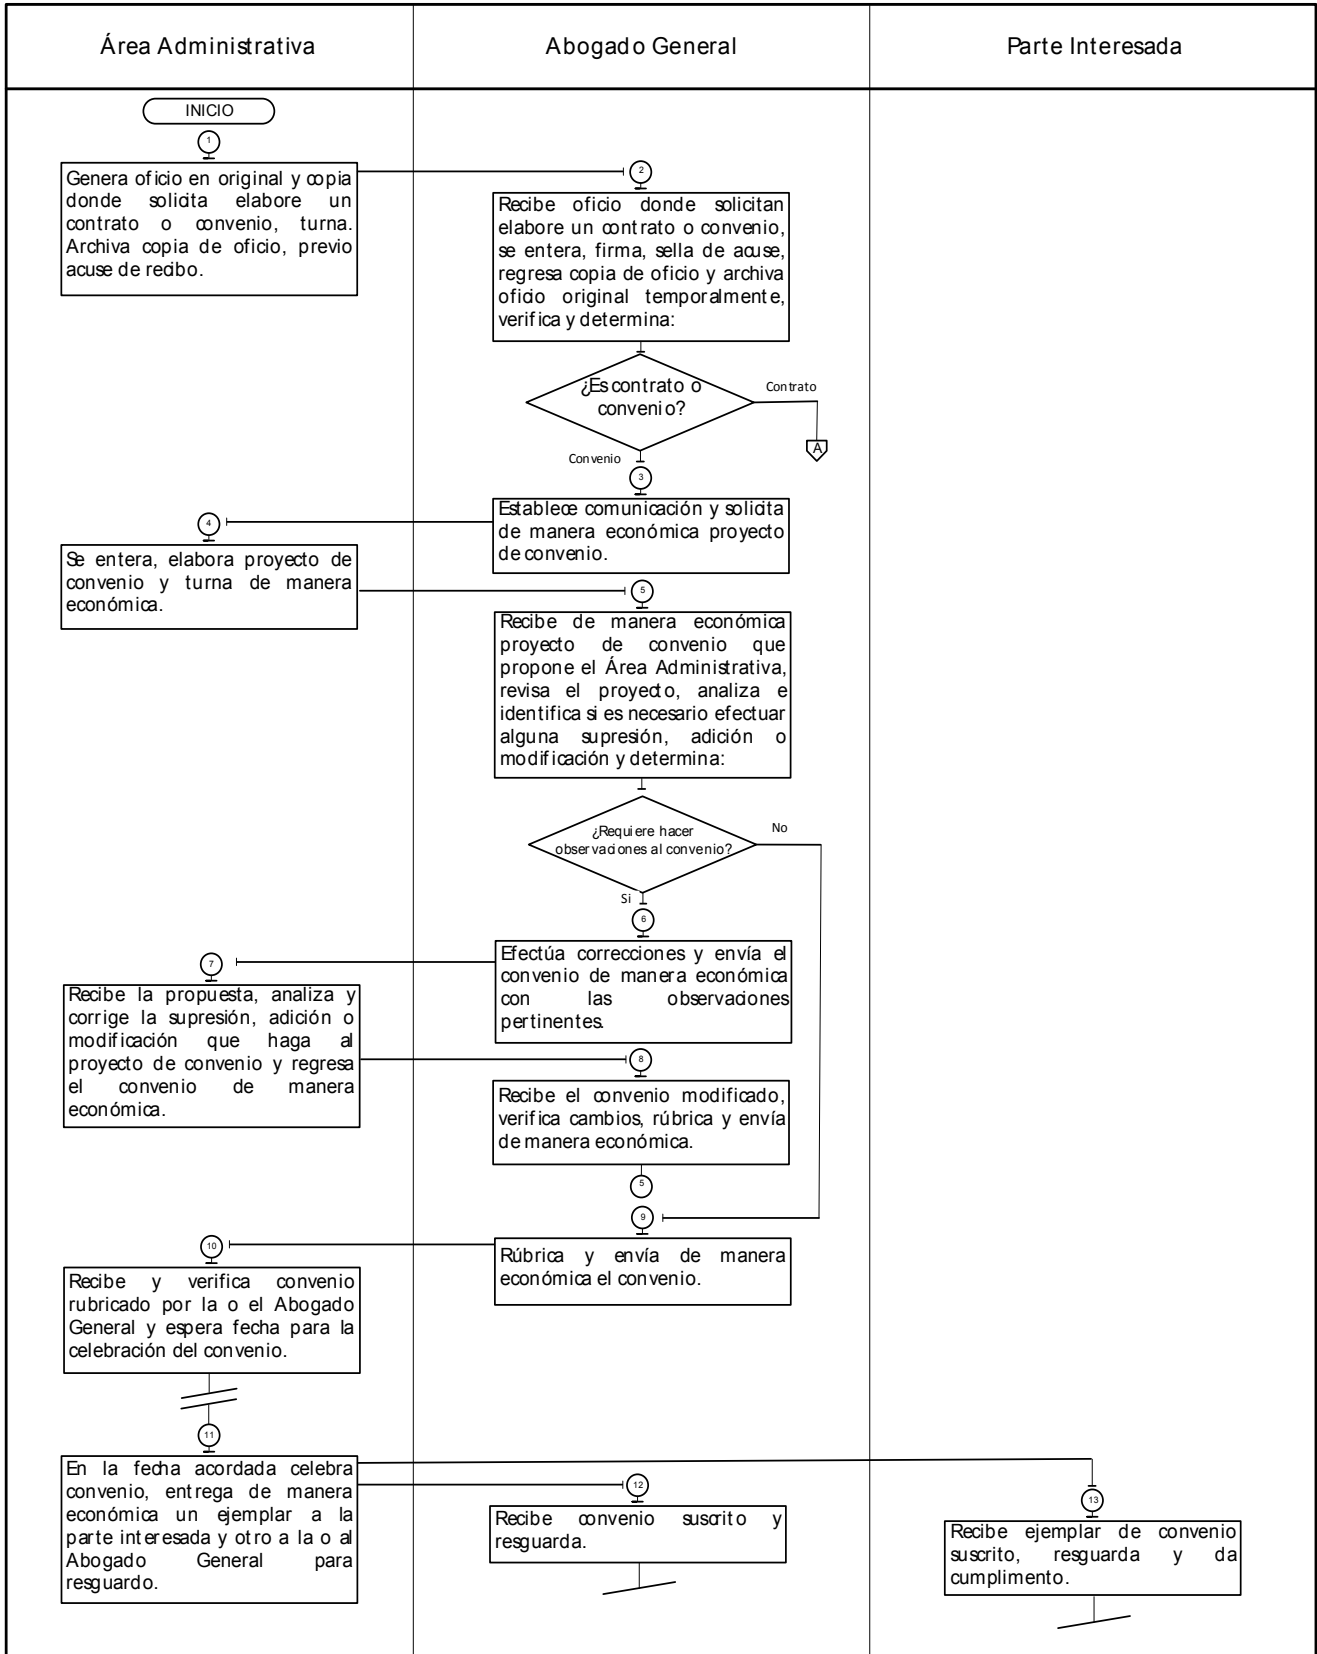 Área Administrativa
Abogado General
Parte Interesada
INICIO
1
Genera oficio en original y copia
donde solicita elabore un
contrato o convenio, turna.
Archiva copia de oficio, previo
acuse de recibo.
2
Recibe oficio donde solicitan
elabore un contrato o convenio,
se entera, firma, sella de acuse,
regresa copia de oficio y archiva
oficio original temporalmente,
verifica y determina:
¿Es contrato o
convenio?
Contrato
A
Convenio
3
Establece comunicación y solicita
de manera económica proyecto
de convenio.
4
Se entera, elabora proyecto de
convenio y turna de manera
económica.
5
Recibe de manera económica
proyecto de convenio que
propone el Área Administrativa,
revisa el proyecto, analiza e
identifica si es necesario efectuar
alguna supresión, adición o
modificación y determina:
¿Requiere hacer
observaciones al convenio?
No
Si
6
Efectúa correcciones y envía el
convenio de manera económica
con las observaciones
pertinentes.
7
Recibe la propuesta, analiza y
corrige la supresión, adición o
modificación que haga al
proyecto de convenio y regresa
el convenio de manera
económica.
8
Recibe el convenio modificado,
verifica cambios, rúbrica y envía
de manera económica.
5
9
Rúbrica y envía de manera
económica el convenio.
10
Recibe y verifica convenio
rubricado por la o el Abogado
General y espera fecha para la
celebración del convenio.
11
En la fecha acordada celebra
convenio, entrega de manera
económica un ejemplar a la
parte interesada y otro a la o al
Abogado General para
resguardo.
12
Recibe convenio suscrito y
resguarda.
13
Recibe ejemplar de convenio
suscrito, resguarda y da
cumplimento.